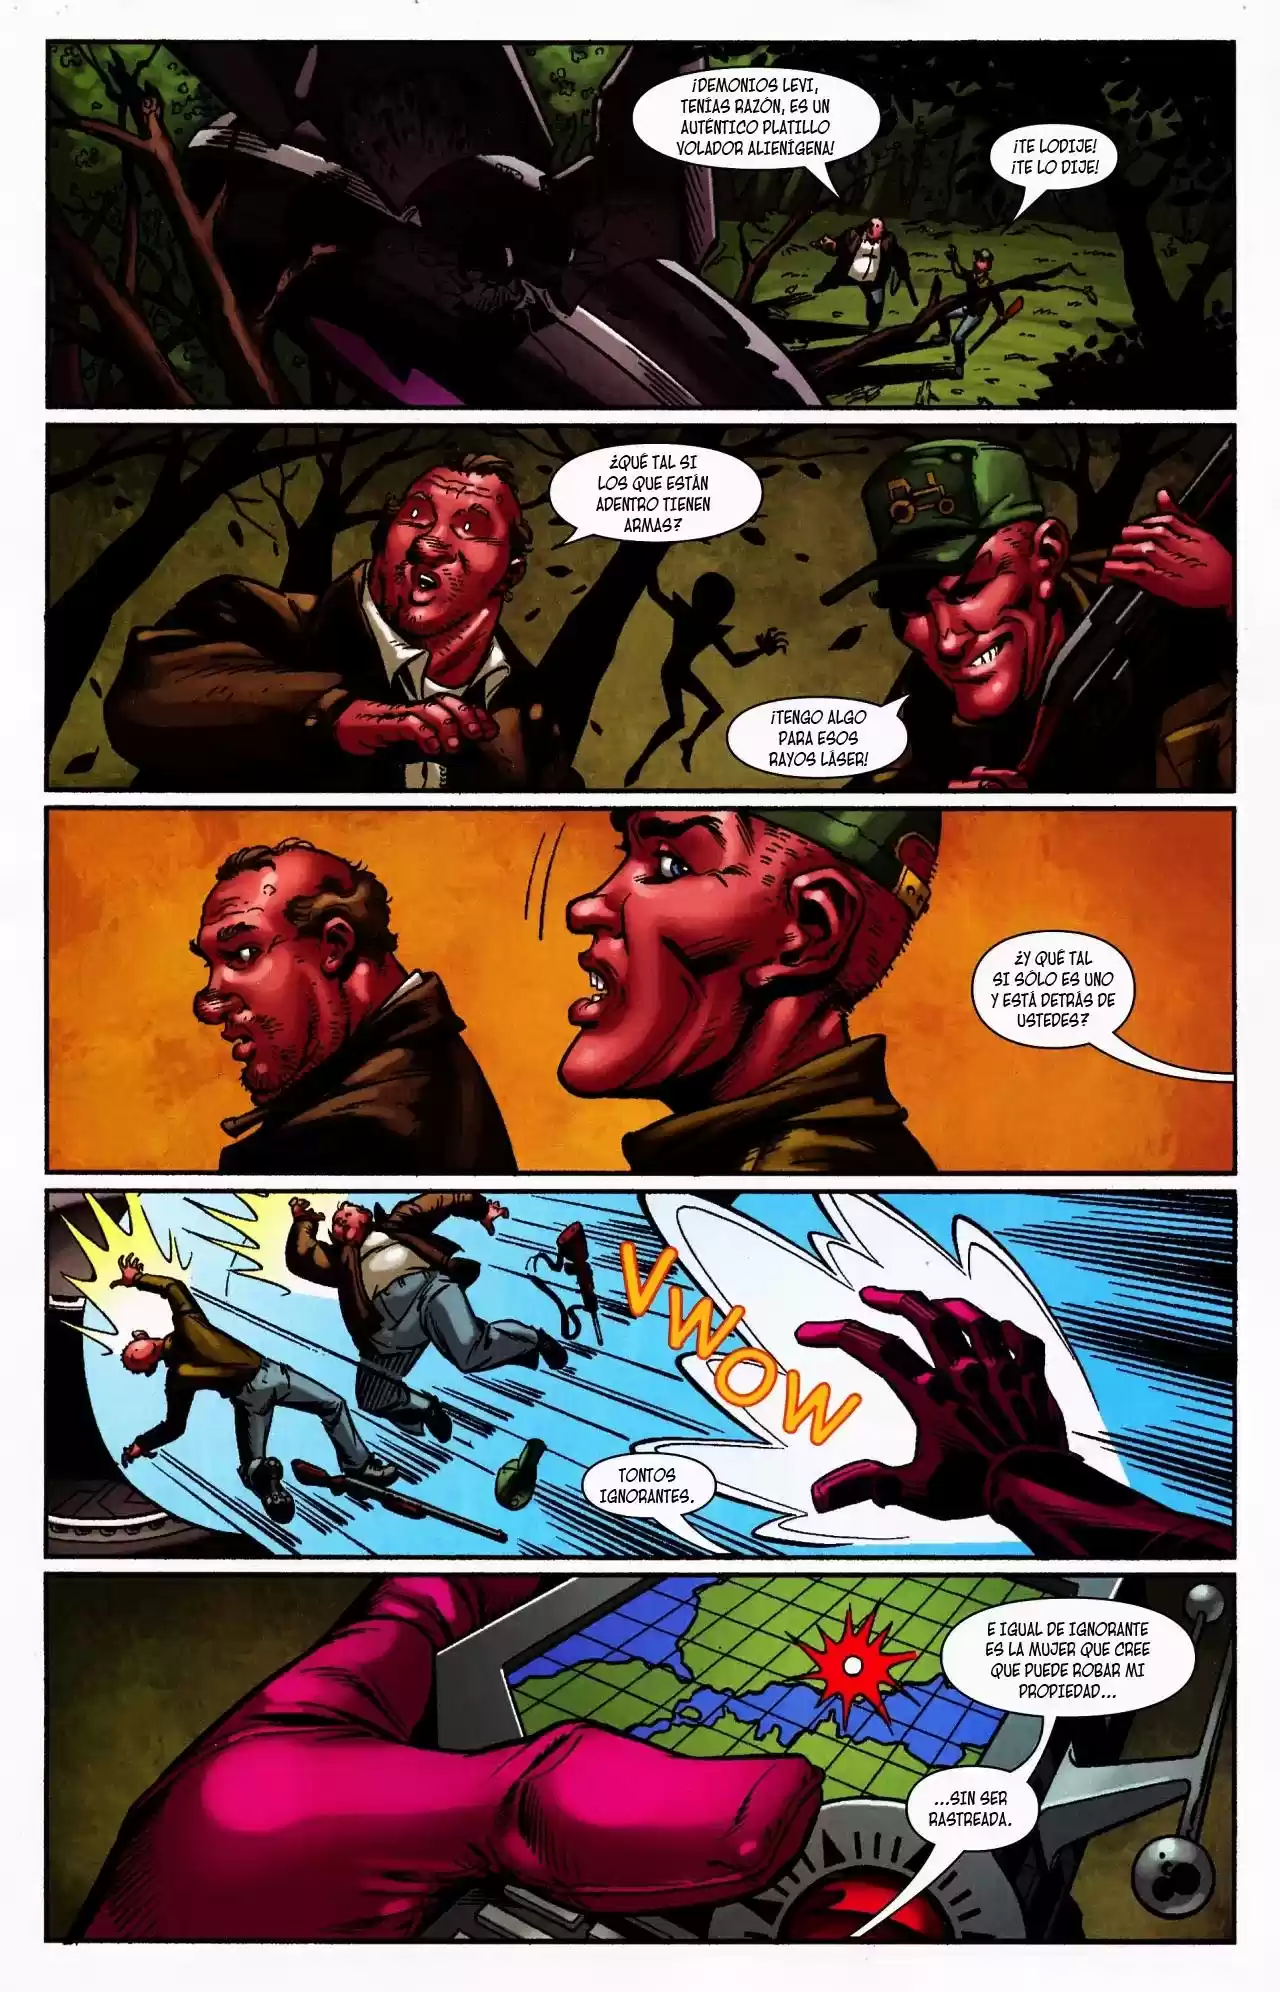 ¡DEMONIOS LEVI,
TENÍAS RAZÓN, ES UN
AUTÉNTICO PLATILLO
VOLADOR ALIENÍGENA!
¡TE LODIJE!
¡TE LO DIJE!
¿QUÉ TAL SI
LOS QUE ESTÁN
ADENTRO TIENEN
ARMAS?
¡TENGO ALGO
PARA ESOS
RAYOS LÁSER!
¿Y QUÉ TAL
SI SÓLO ES UNO
Y ESTÁ DETRÁS DE
USTEDES?
VWOW
TONTOS
IGNORANTES.
E IGUAL DE IGNORANTE
ES LA MUJER QUE CREE
QUE PUEDE ROBAR MI
PROPIEDAD...
...SIN SER
RASTREADA.